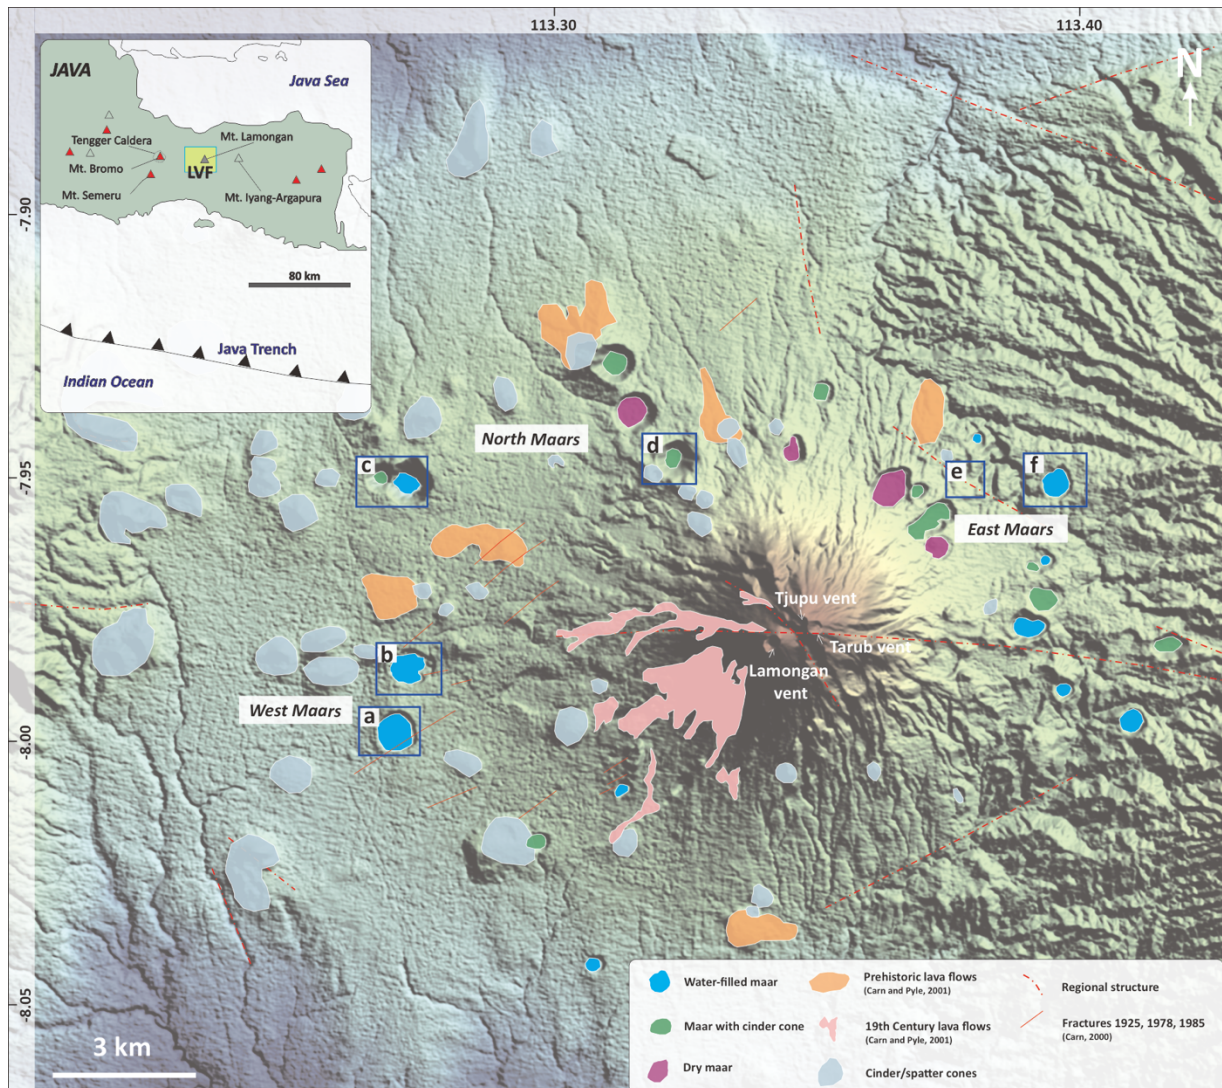 113.30
113.40
N
JAVA
Java Sea
Tengger Caldera
Mt. Lamongan
Mt. Bromo
LVF
Mt. Semeru
Mt. Iyang-Argapura
80 km
Java Trench
Indian Ocean
-7.90
-7.95
-8.00
-8.05
North Maars
c
d
e
f
East Maars
Tjupu vent
Tarub vent
Lamongan
vent
b
West Maars
a
3 km
Water-filled maar
Maar with cinder cone
Dry maar
Prehistoric lava flows
(Carn and Pyle, 2001)
19th Century lava flows
(Carn and Pyle, 2001)
Cinder/spatter cones
Regional structure
Fractures 1925, 1978, 1985
(Carn, 2000)